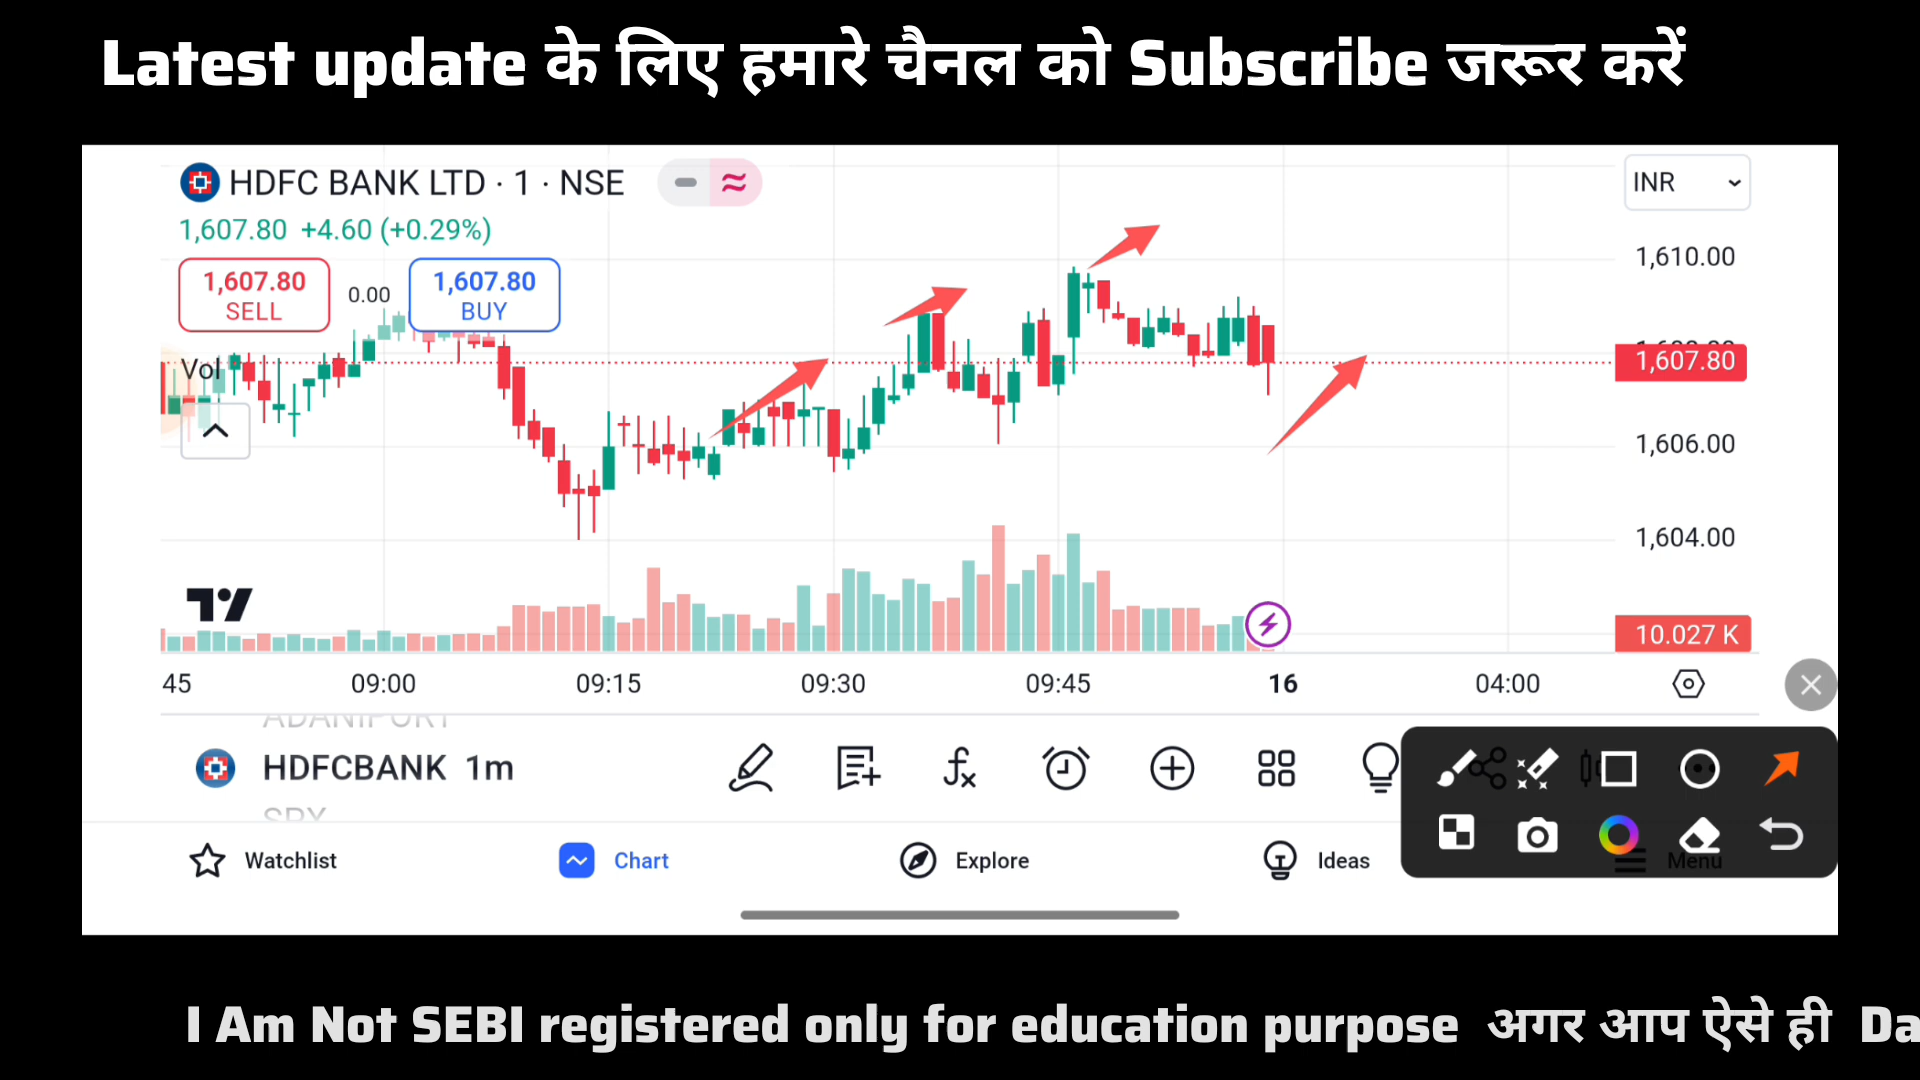 Latest update के लिए हमारे चैनल को Subscribe जरूर करें
HDFC BANK LTD · 1 · NSE
INR
1,607.80 +4.60 (+0.29%)
1,607.80
SELL
0.00
1,607.80
BUY
Vol
1,610.00
1,607.80
1,606.00
1,604.00
10.027 K
45 09:00 09:15 09:30 09:45 16 04:00
ADANIPORT
HDFCBANK 1m
SPY
Watchlist Chart Explore Ideas Menu
I Am Not SEBI registered only for education purpose अगर आप ऐसे ही Da